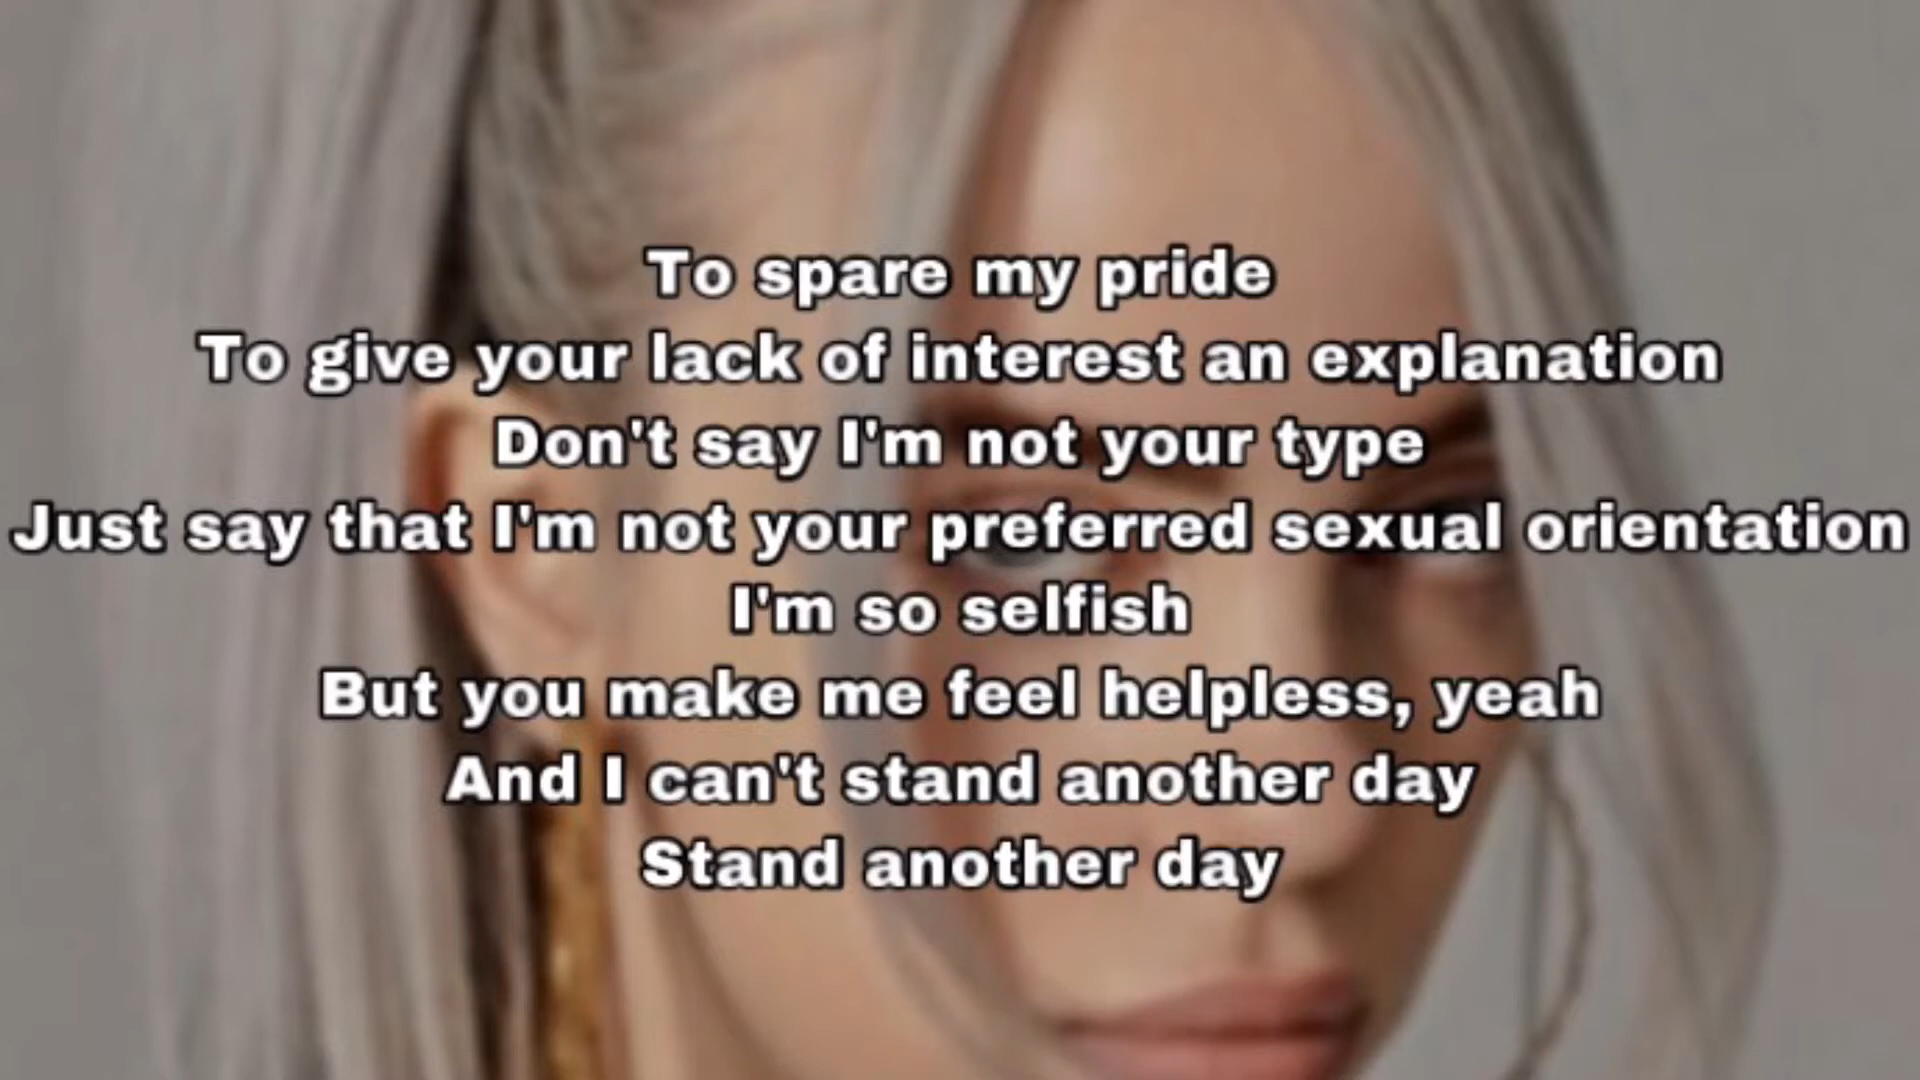 To spare my pride
To give your lack of interest an explanation
Don't say I'm not your type
Just say that I'm not your preferred sexual orientation
I'm so selfish
But you make me feel helpless, yeah
And I can't stand another day
Stand another day